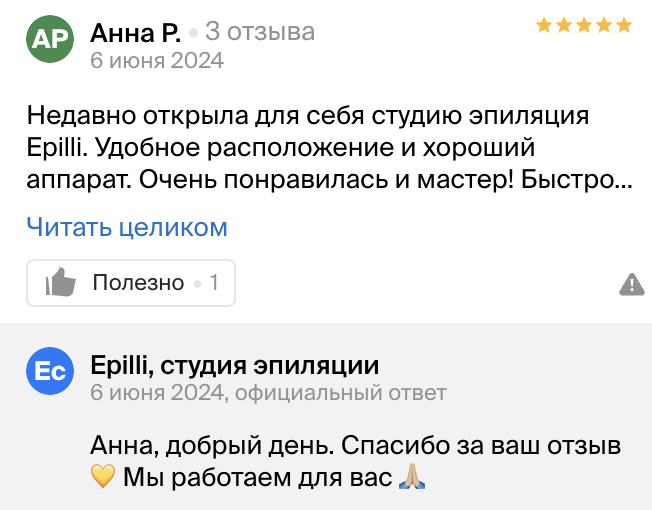 АР Анна Р. • 3 отзыва
6 июня 2024
Недавно открыла для себя студию эпиляция
Epilli. Удобное расположение и хороший
аппарат. Очень понравилась и мастер! Быстро...
Читать целиком
Полезно • 1
Ec Epilli, студия эпиляции
6 июня 2024, официальный ответ
Анна, добрый день. Спасибо за ваш отзыв
💛 Мы работаем для вас 🙏🏼